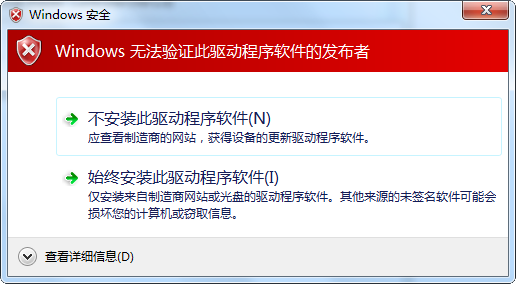 Windows 安全
Windows 无法验证此驱动程序软件的发布者
不安装此驱动程序软件(N)
应查看制造商的网站，获得设备的更新驱动程序软件。
始终安装此驱动程序软件(I)
仅安装来自制造商网站或光盘的驱动程序软件。其他来源的未签名软件可能会
损坏您的计算机或窃取信息。
查看详细信息(D)